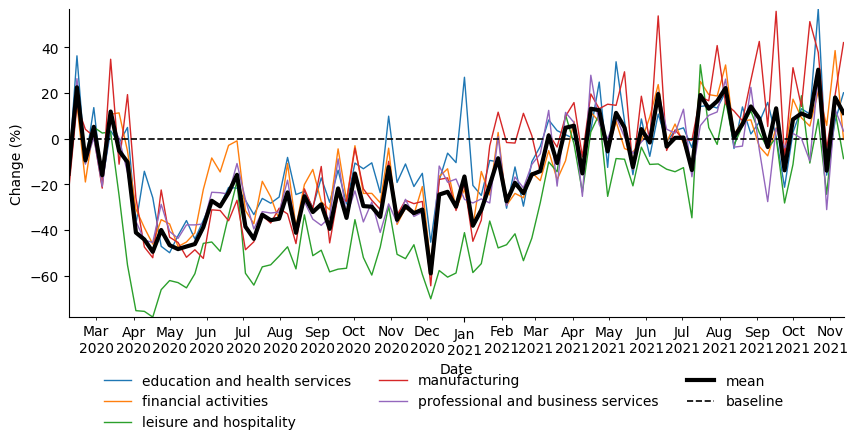 Change (%)
40
20
0
−20
−40
−60
Mar Apr May Jun Jul Aug Sep Oct Nov Dec Jan Feb Mar Apr May Jun Jul Aug Sep Oct Nov
2020 2020 2020 2020 2020 2020 2020 2020 2020 2020 2021 2021 2021 2021 2021 2021 2021 2021 2021 2021 2021
Date
education and health services
financial activities
leisure and hospitality
manufacturing
professional and business services
mean
baseline